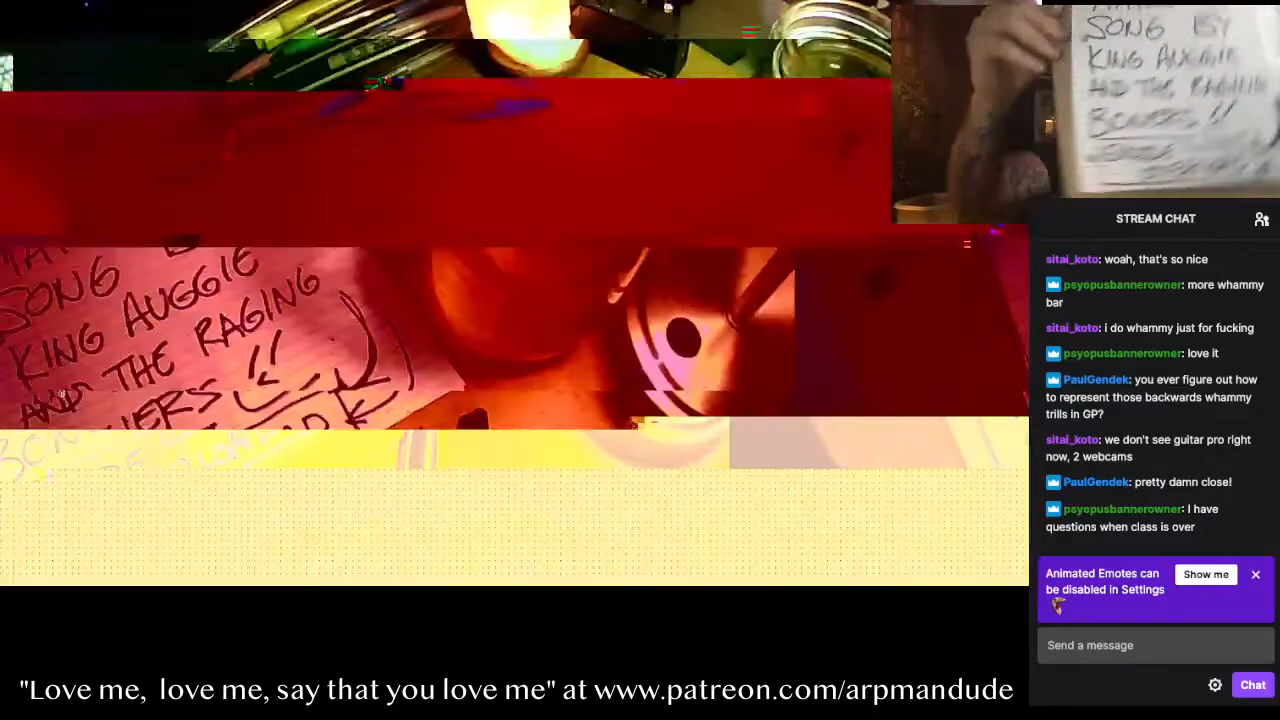 SONG BY
KING AUGGIE
AND THE RAGING
BONERS !!
SONG
KING AUGGIE
AND THE RAGING
STREAM CHAT
sitai_koto: woah, that's so nice
psyopusbannerowner: more whammy
bar
sitai_koto: i do whammy just for fucking
psyopusbannerowner: love it
PaulGendek: you ever figure out how
to represent those backwards whammy
trills in GP?
sitai_koto: we don't see guitar pro right
now, 2 webcams
PaulGendek: pretty damn close!
psyopusbannerowner: I have
questions when class is over
Animated Emotes can
be disabled in Settings
Show me
Send a message
Chat
"Love me, love me, say that you love me" at www.patreon.com/arpmandude